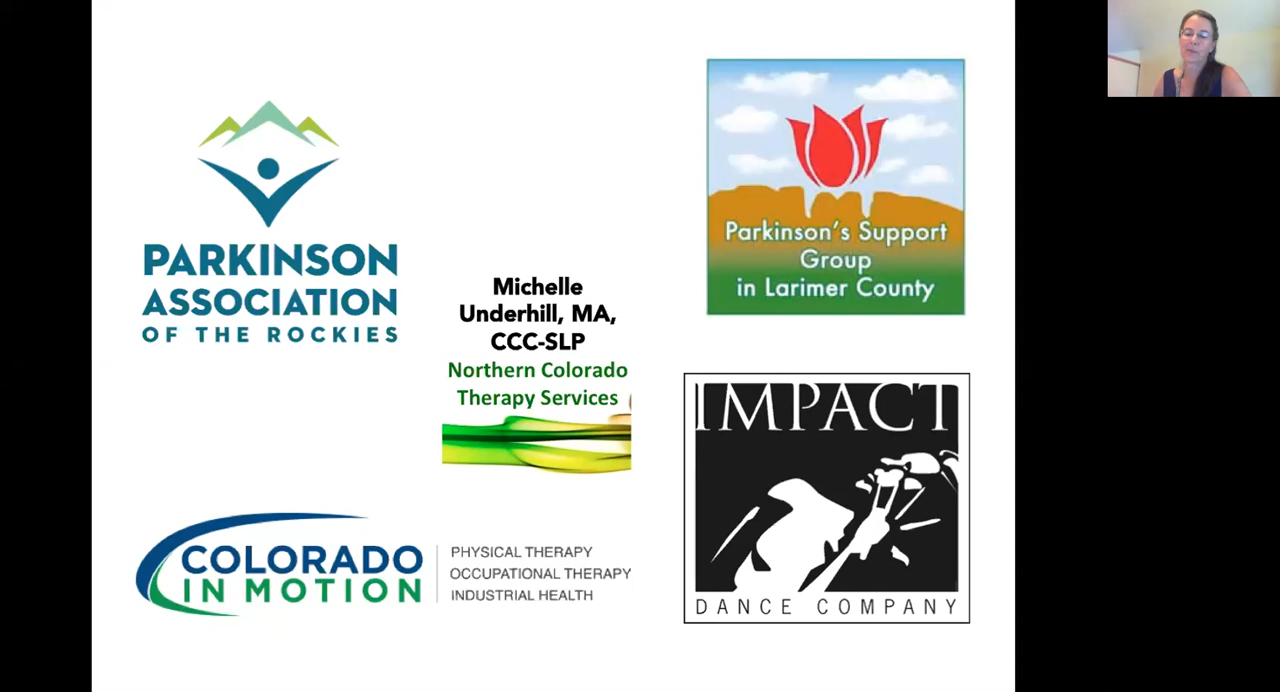 PARKINSON
ASSOCIATION
OF THE ROCKIES
Parkinson's Support
Group
in Larimer County
Michelle
Underhill, MA,
CCC-SLP
Northern Colorado
Therapy Services
IMPACT
DANCE COMPANY
COLORADO
IN MOTION
PHYSICAL THERAPY
OCCUPATIONAL THERAPY
INDUSTRIAL HEALTH